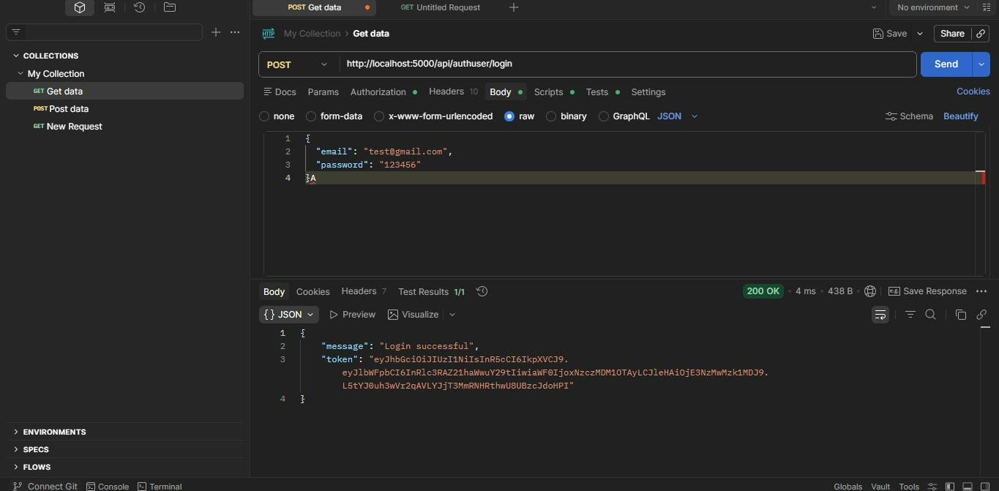 POST Get data
GET Untitled Request
No environment
HTTP My Collection > Get data
Save
Share
COLLECTIONS
My Collection
GET Get data
POST Post data
GET New Request
POST
http://localhost:5000/api/authuser/login
Send
Docs
Params
Authorization
Headers 10
Body
Scripts
Tests
Settings
Cookies
none
form-data
x-www-form-urlencoded
raw
binary
GraphQL
JSON
Schema
Beautify
1 {
2 "email": "test@gmail.com",
3 "password": "123456"
4 }A
Body
Cookies
Headers 7
Test Results 1/1
200 OK
4 ms
438 B
e.g. Save Response
{} JSON
Preview
Visualize
1 {
2 "message": "Login successful",
3 "token": "eyJhbGciOiJIUzI1NiIsInR5cCI6IkpXVCJ9.
eyJlbWFpbCI6InRlc3RAZ21haWwuY29tIiwiaWF0IjoxNzczMDM1OTAyLCJleHAiOjE3NzMwMzk1MDJ9.
L5tYJ0uh3wVr2qAVLYJjT3MmRNHRthwU8UBzcJdoHPI"
4 }
ENVIRONMENTS
SPECS
FLOWS
Connect Git
Console
Terminal
Globals
Vault
Tools